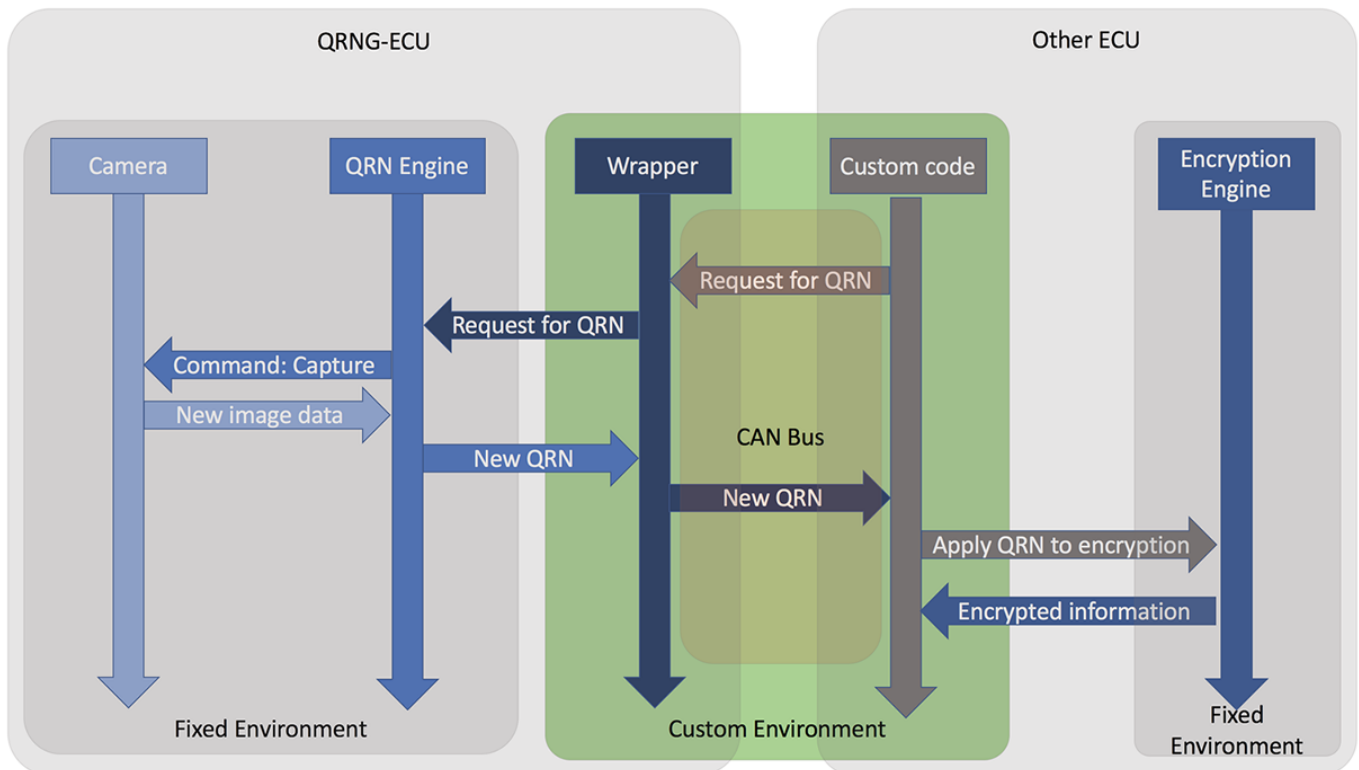 QRNG-ECU
Other ECU
Camera
QRN Engine
Wrapper
Custom code
Encryption
Engine
Request for QRN
Request for QRN
Command: Capture
New image data
CAN Bus
New QRN
New QRN
Apply QRN to encryption
Encrypted information
Fixed Environment
Custom Environment
Fixed
Environment